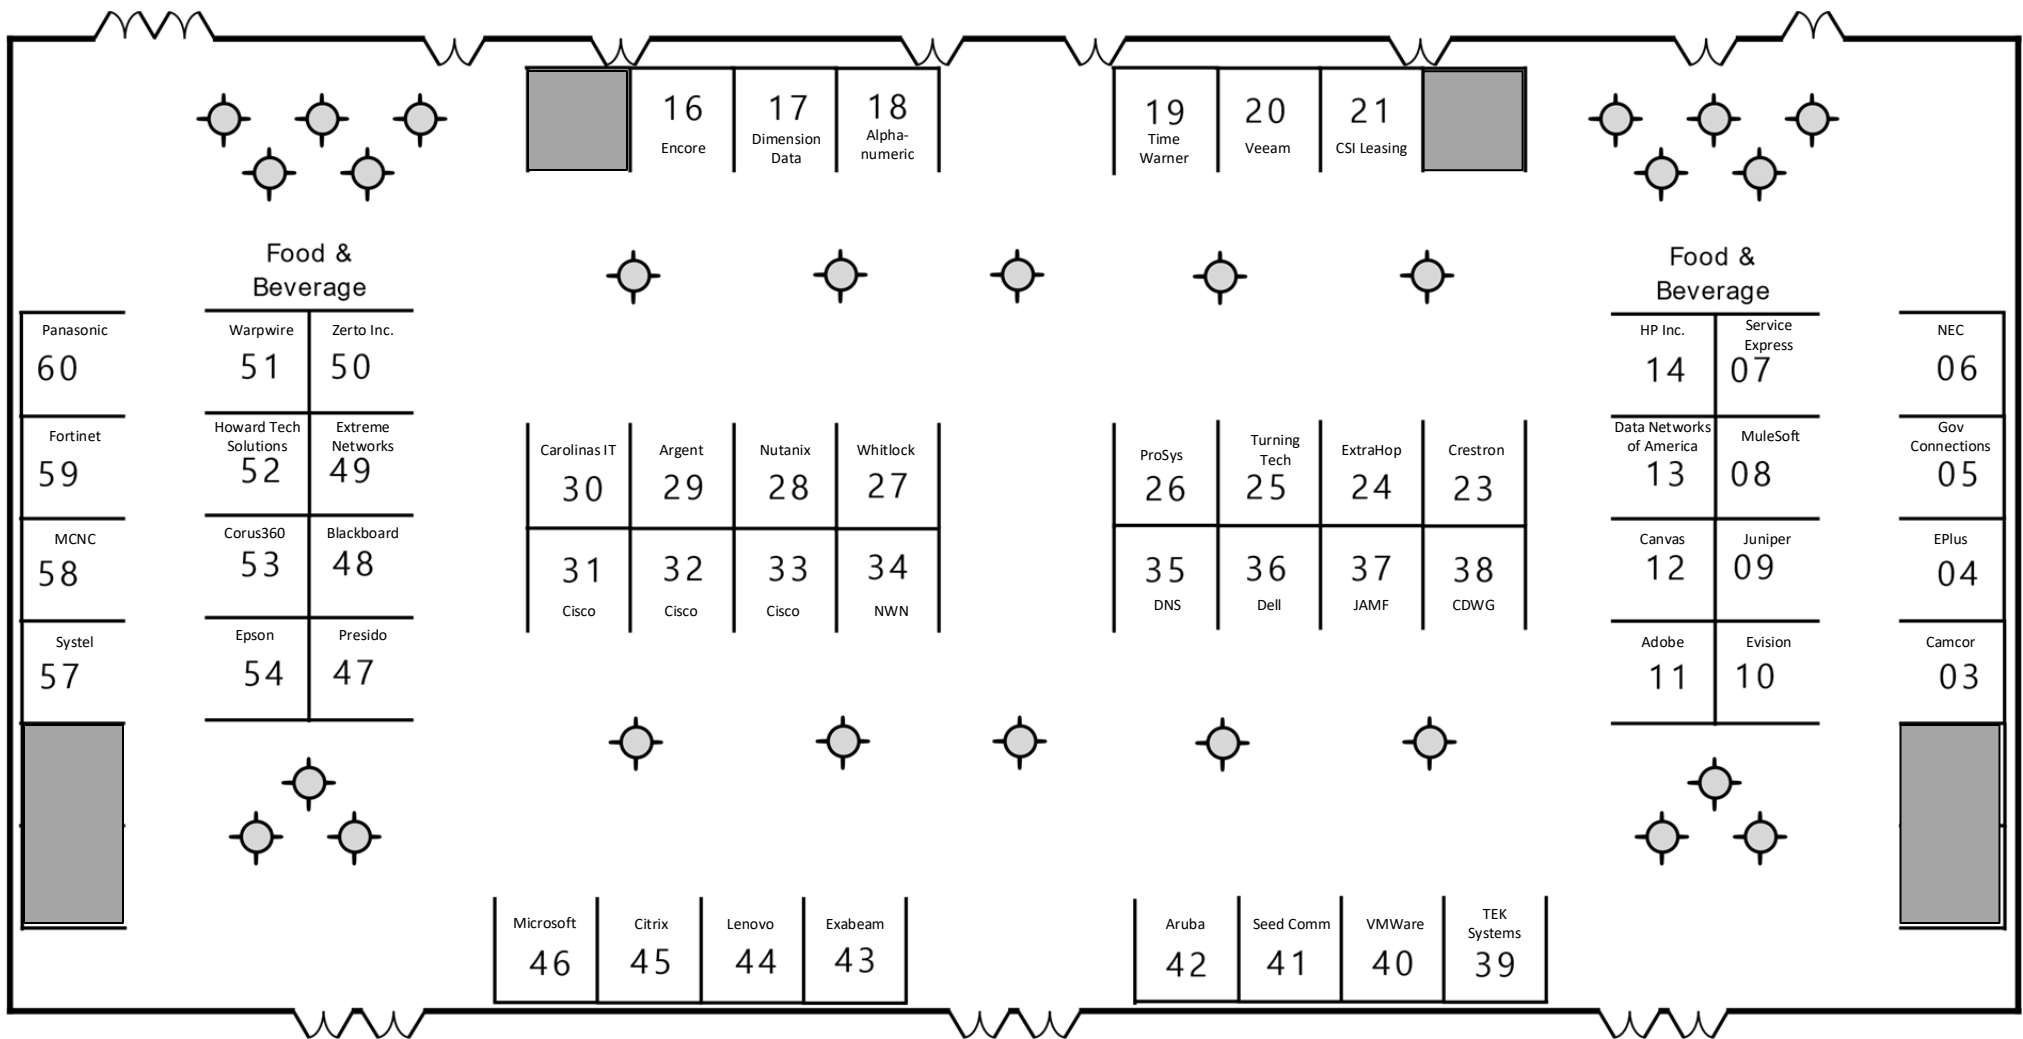 16
Encore
17
Dimension
Data
18
Alpha-
numeric
19
Time
Warner
20
Veeam
21
CSI Leasing
Food &
Beverage
Food &
Beverage
Panasonic
60
Fortinet
59
MCNC
58
Systel
57
Warpwire
51
Zerto Inc.
50
Howard Tech
Solutions
52
Extreme
Networks
49
Corus360
53
Blackboard
48
Epson
54
Presido
47
Carolinas IT
30
Argent
29
Nutanix
28
Whitlock
27
31
Cisco
32
Cisco
33
Cisco
34
NWN
ProSys
26
Turning
Tech
25
ExtraHop
24
Crestron
23
35
DNS
36
Dell
37
JAMF
38
CDWG
HP Inc.
14
Service
Express
07
Data Networks
of America
13
MuleSoft
08
Canvas
12
Juniper
09
Adobe
11
Evision
10
NEC
06
Gov
Connections
05
EPlus
04
Camcor
03
Microsoft
46
Citrix
45
Lenovo
44
Exabeam
43
Aruba
42
Seed Comm
41
VMWare
40
TEK
Systems
39